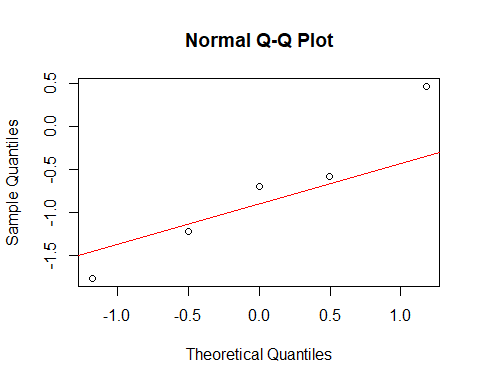 Normal Q-Q Plot
0.5
0.0
-0.5
-1.0
-1.5
Sample Quantiles
-1.0 -0.5 0.0 0.5 1.0
Theoretical Quantiles